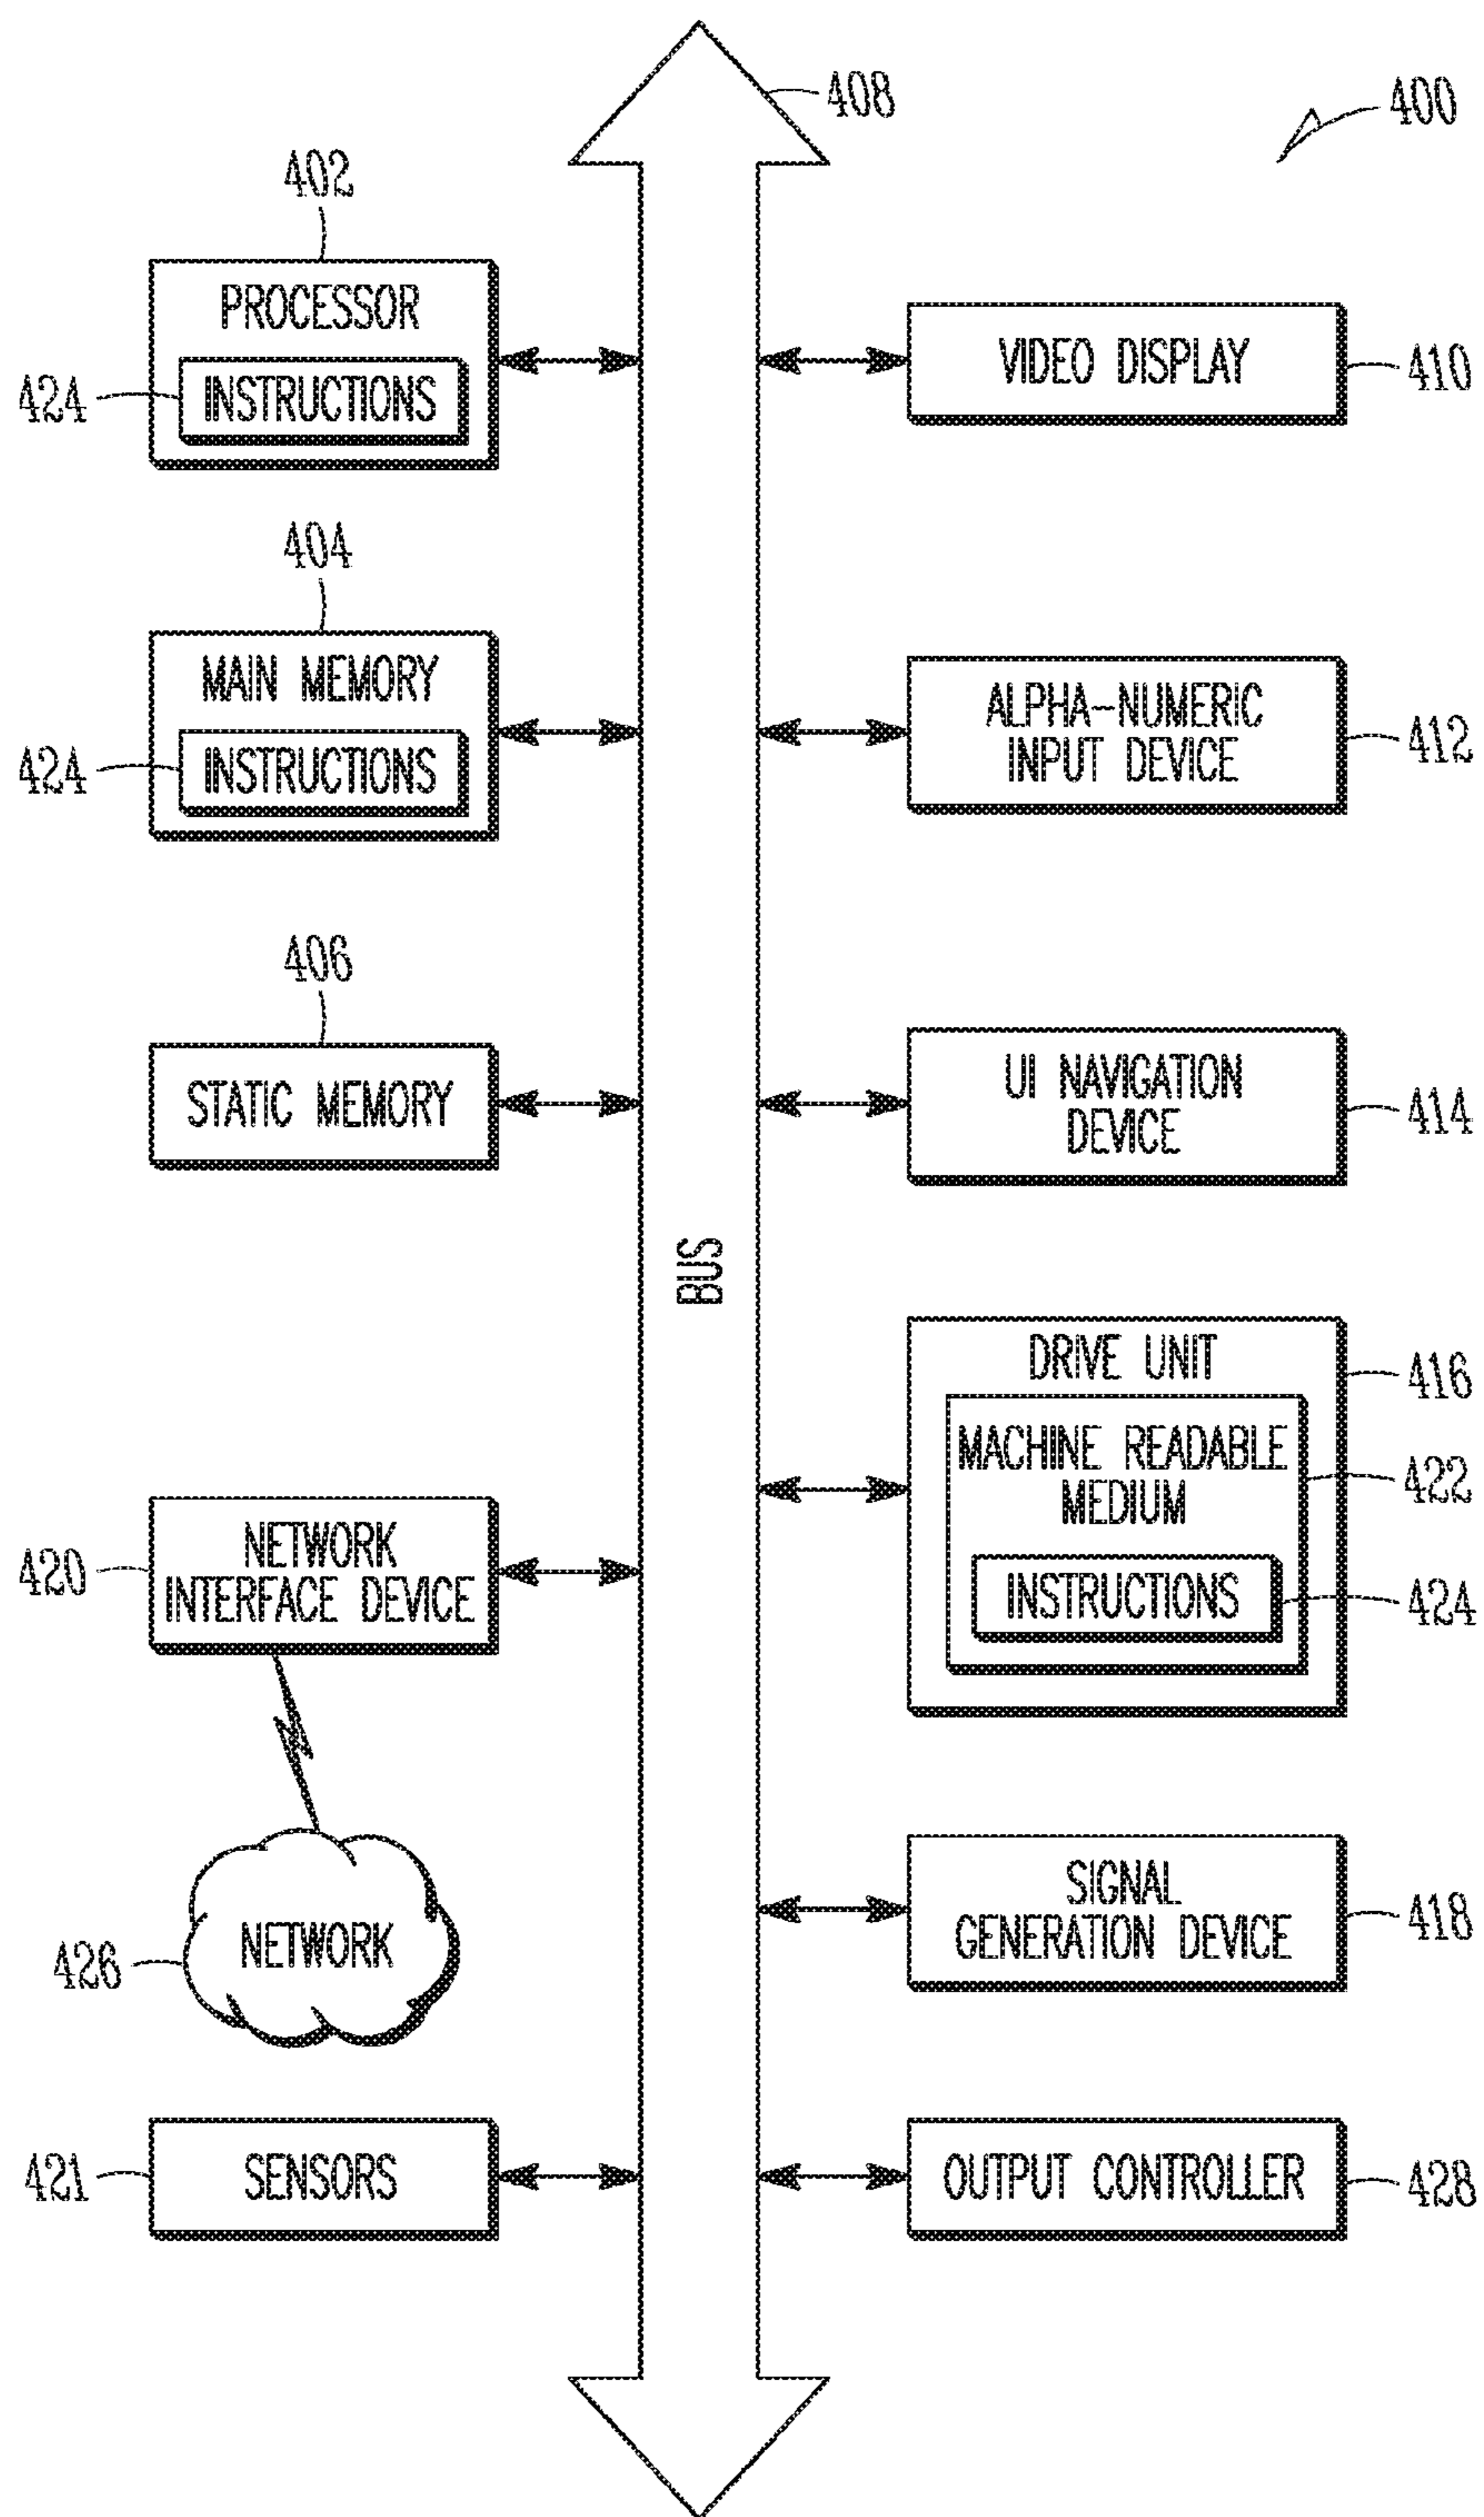 408
400
402
PROCESSOR
424
INSTRUCTIONS
VIDEO DISPLAY
410
404
MAIN MEMORY
424
INSTRUCTIONS
ALPHA-NUMERIC
INPUT DEVICE
412
406
STATIC MEMORY
UI NAVIGATION
DEVICE
414
BUS
DRIVE UNIT
416
MACHINE READABLE
MEDIUM
422
INSTRUCTIONS
424
420
NETWORK
INTERFACE DEVICE
SIGNAL
GENERATION DEVICE
418
426
NETWORK
421
SENSORS
OUTPUT CONTROLLER
428